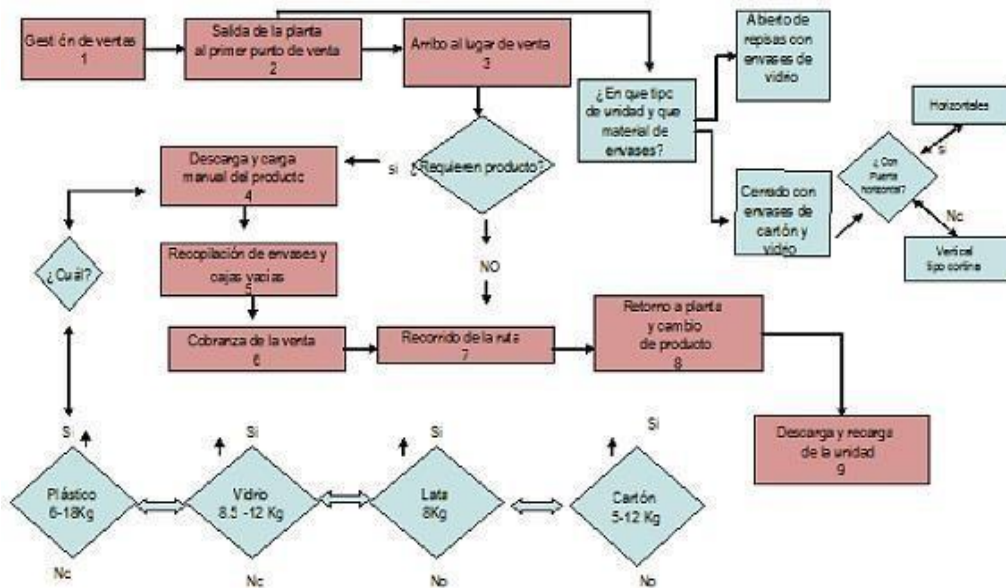 Gestión de ventas
1
Salida de la planta
al primer punto de venta
2
Arribo al lugar de venta
3
¿En que tipo
de unidad y que
material de
envases?
Abierto de
repisas con
envases de
vidrio
Horizontales
¿Con
Puerta
horizontal?
si
No
Cerrado con
envases de
cartón y
vidrio
Vertical
tipo cortina
¿Requieren producto?
si
NO
Descarga y carga
manual del producto
4
¿Cuál?
Recopilación de envases y
cajas vacias
5
Cobranza de la venta
6
Recorrido de la ruta
7
Retorno a planta
y cambio
de producto
8
Descarga y recarga
de la unidad
9
Si
Si
Si
Si
Plástico
6-18Kg
Vidrio
8.5 -12 Kg
Lata
8Kg
Cartón
5-12 Kg
No
No
No
No